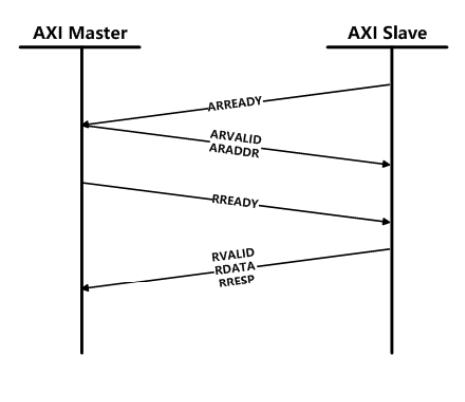 AXI Master
AXI Slave
ARREADY
ARVALID
ARADDR
RREADY
RVALID
RDATA
RRESP